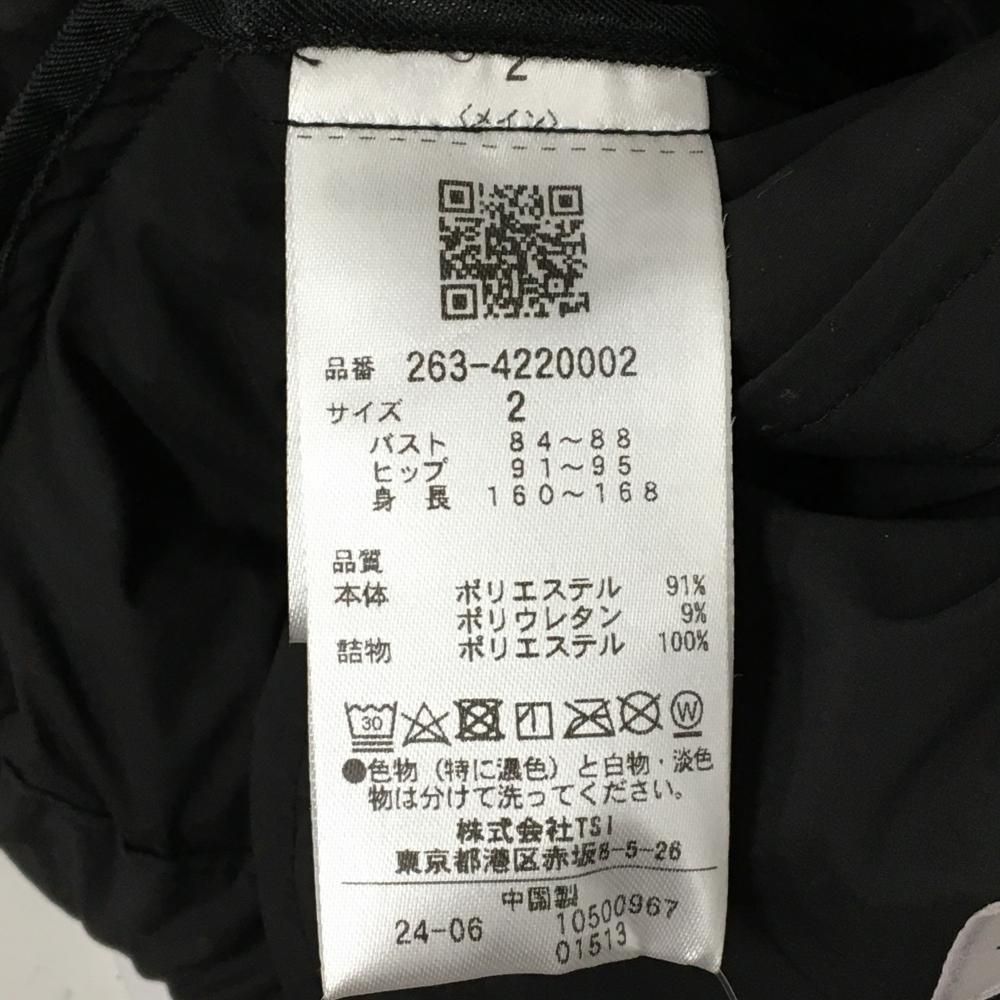 2
〈メイン〉
品番 263-4220002
サイズ 2
バスト 84～88
ヒップ 91～95
身長 160～168
品質
本体 ポリエステル 91%
ポリウレタン 9%
詰物 ポリエステル 100%
30 W
●色物（特に濃色）と白物・淡色
物は分けて洗ってください。
株式会社TSI
東京都港区赤坂8-5-26
中国製
24-06 10500967
01513